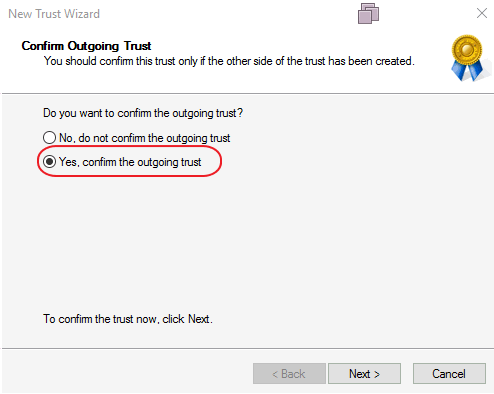 New Trust Wizard
Confirm Outgoing Trust
You should confirm this trust only if the other side of the trust has been created.
Do you want to confirm the outgoing trust?
No, do not confirm the outgoing trust
Yes, confirm the outgoing trust
To confirm the trust now, click Next.
< Back
Next >
Cancel